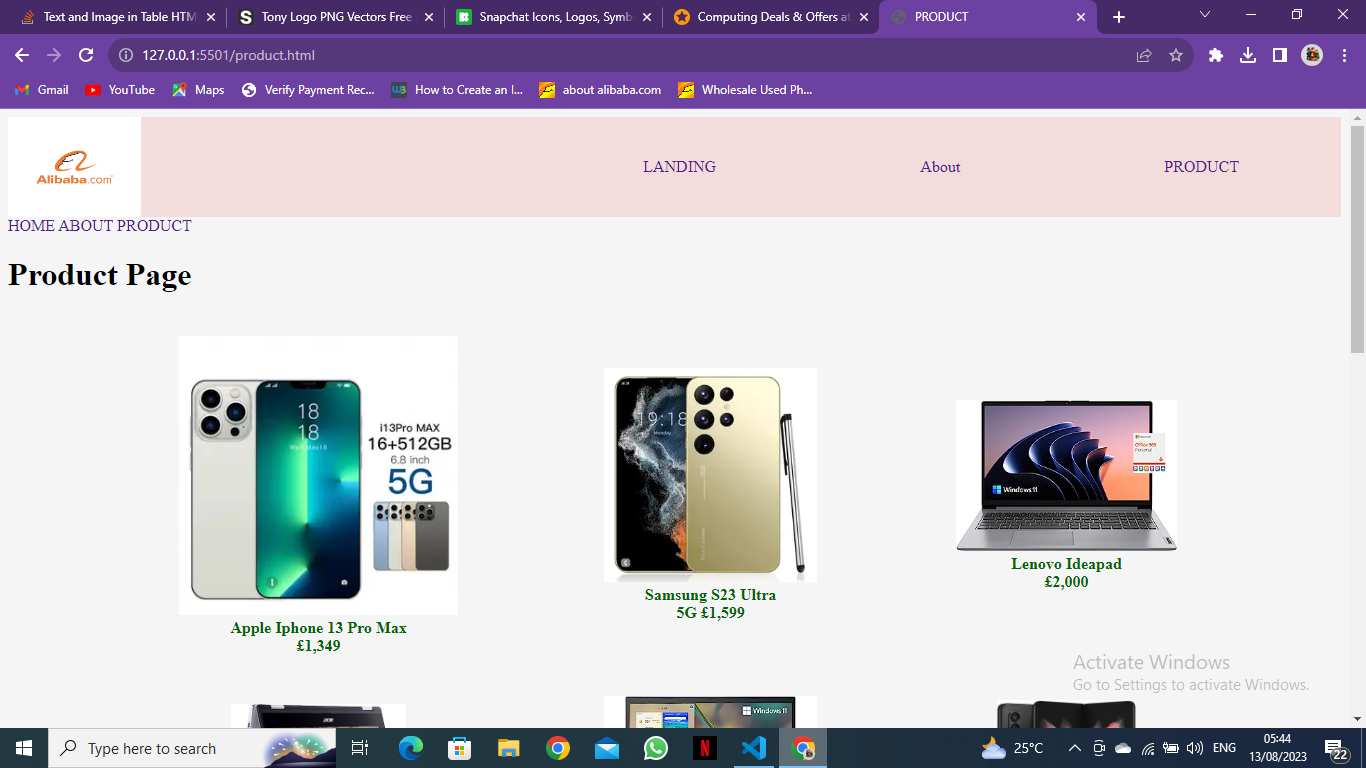 Text and Image in Table HTM
Tony Logo PNG Vectors Free
Snapchat Icons, Logos, Symb
Computing Deals & Offers at
PRODUCT
127.0.0.1:5501/product.html
Gmail
YouTube
Maps
Verify Payment Rec...
How to Create an I...
about alibaba.com
Wholesale Used Ph...
Alibaba.com
LANDING
About
PRODUCT
HOME ABOUT PRODUCT
Product Page
18
18
i13Pro MAX
16+512GB
6.8 inch
5G
19:18
Windows 11
Office 365
Personal
Apple Iphone 13 Pro Max
£1,349
Samsung S23 Ultra
5G £1,599
Lenovo Ideapad
£2,000
acer
Windows 11
Activate Windows
Go to Settings to activate Windows.
Type here to search
25°C
ENG
05:44
13/08/2023
22